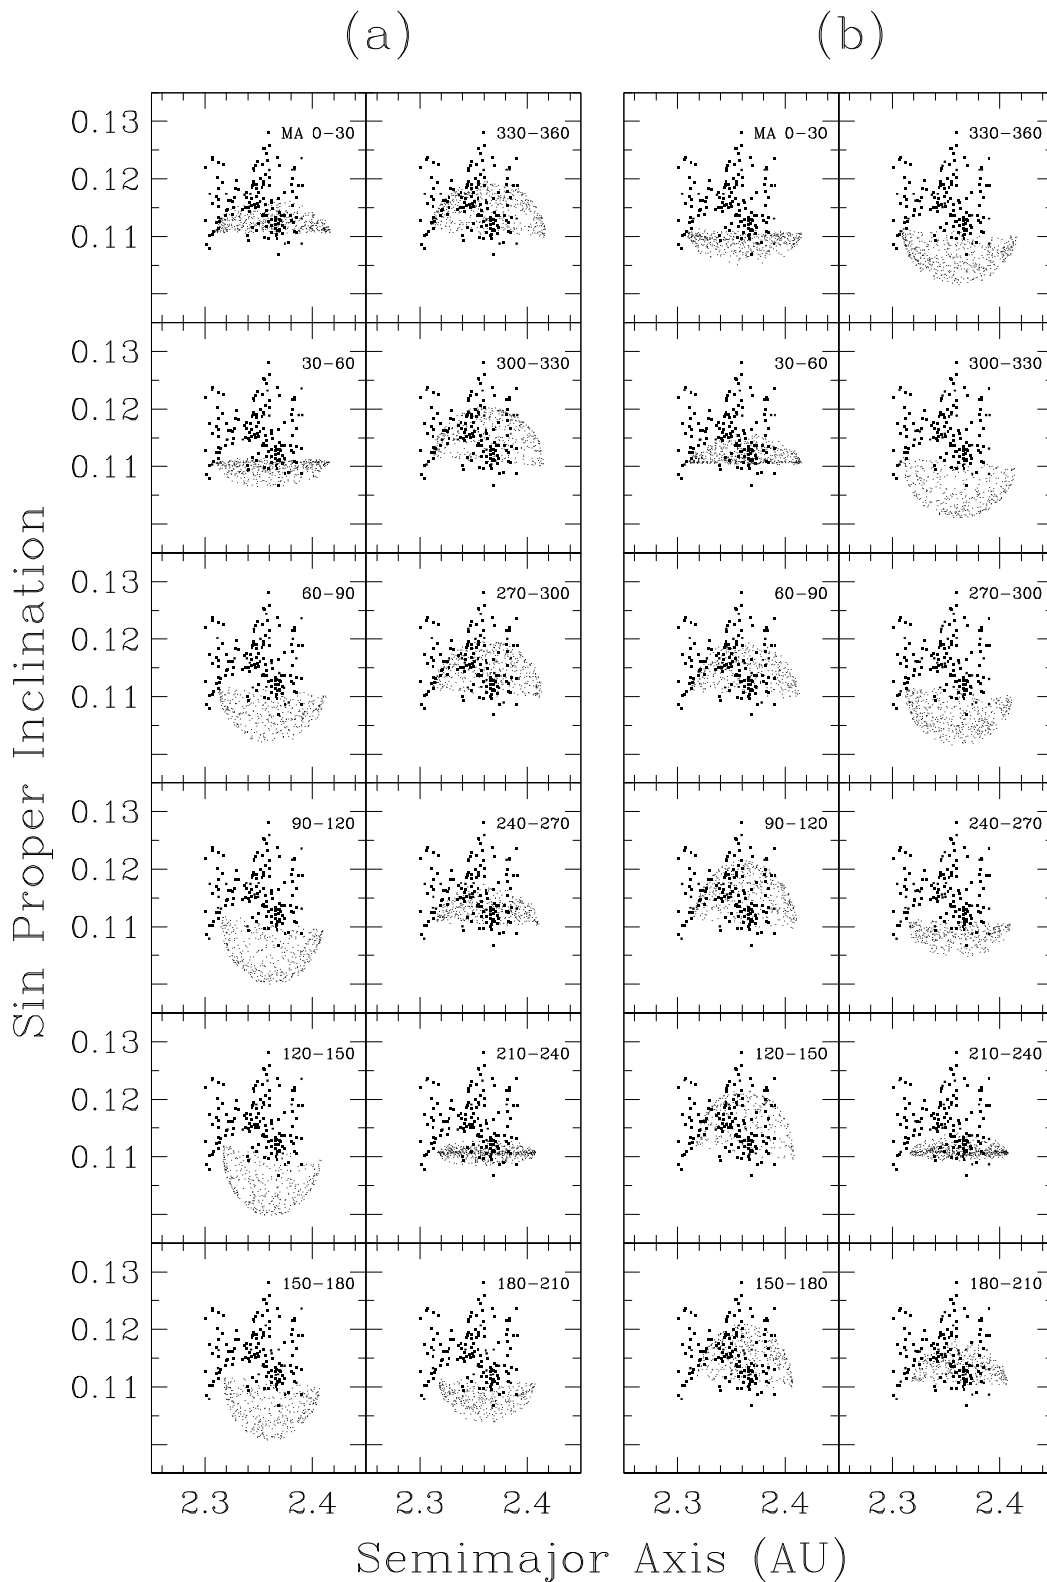 (a) (b)
0.13 MA 0-30 330-360 MA 0-30 330-360
0.12
0.11
0.13 30-60 300-330 30-60 300-330
0.12
0.11
0.13 60-90 270-300 60-90 270-300
0.12
0.11
0.13 90-120 240-270 90-120 240-270
0.12
0.11
0.13 120-150 210-240 120-150 210-240
0.12
0.11
0.13 150-180 180-210 150-180 180-210
0.12
0.11
2.3 2.4 2.3 2.4 2.3 2.4 2.3 2.4
Semimajor Axis (AU)
Sin Proper Inclination